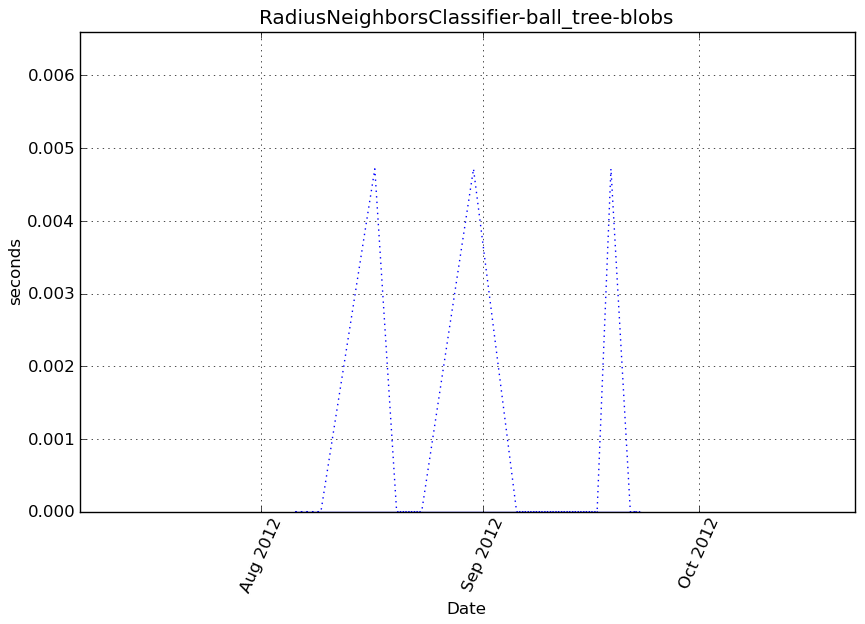 RadiusNeighborsClassifier-ball_tree-blobs
0.006
0.005
0.004
0.003
0.002
0.001
0.000
seconds
Aug 2012
Sep 2012
Oct 2012
Date